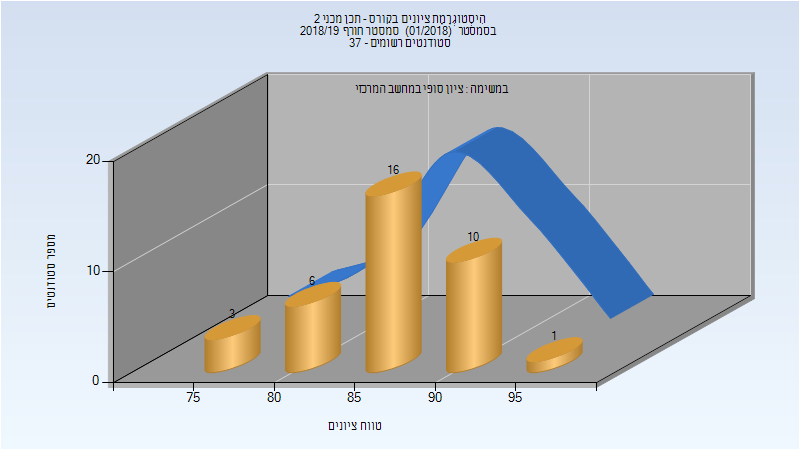 היסטוגרמת ציונים בקורס - תכן מכני 2
בסמסטר (01/2018) סמסטר חורף 2018/19
סטודנטים רשומים - 37
במשימה : ציון סופי במחשב המרכזי
מספר סטודנטים
20
10
0
3
6
16
10
1
75
80
85
90
95
טווח ציונים